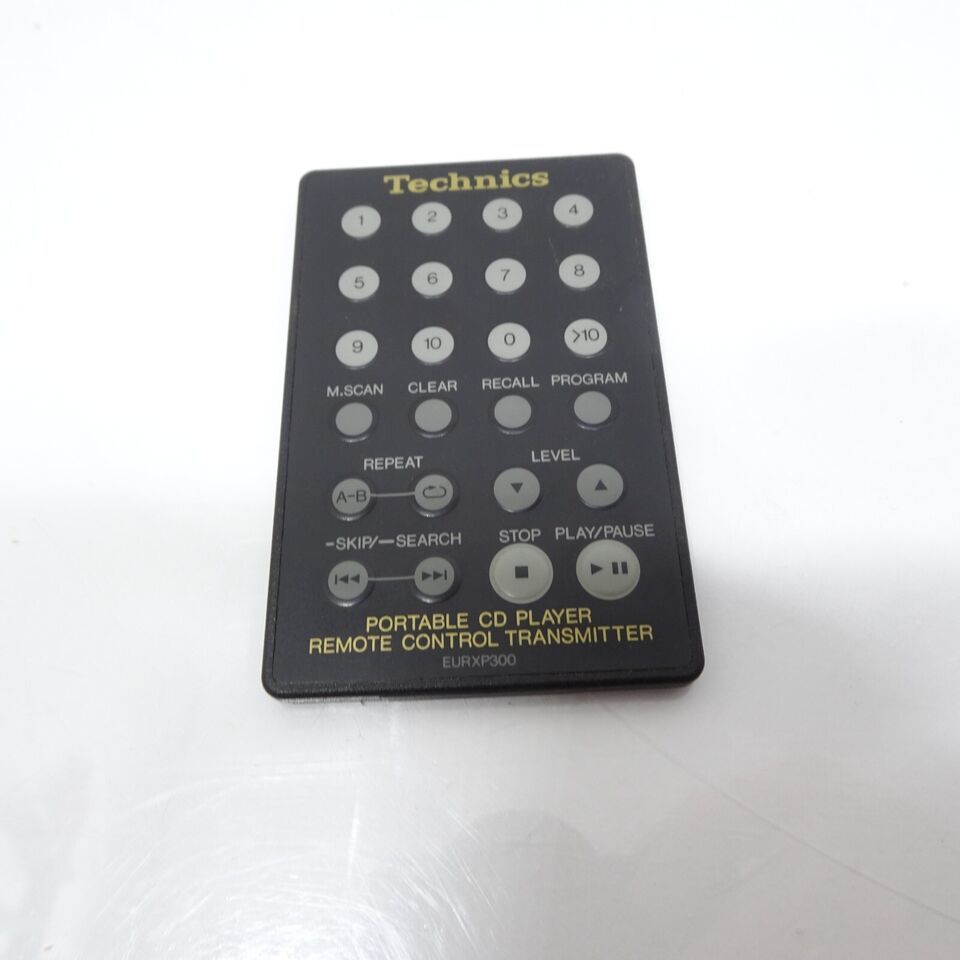 Technics
1 2 3 4
5 6 7 8
9 10 0 >10
M.SCAN CLEAR RECALL PROGRAM
REPEAT LEVEL
A-B
-SKIP/—SEARCH STOP PLAY/PAUSE
PORTABLE CD PLAYER
REMOTE CONTROL TRANSMITTER
EURXP300